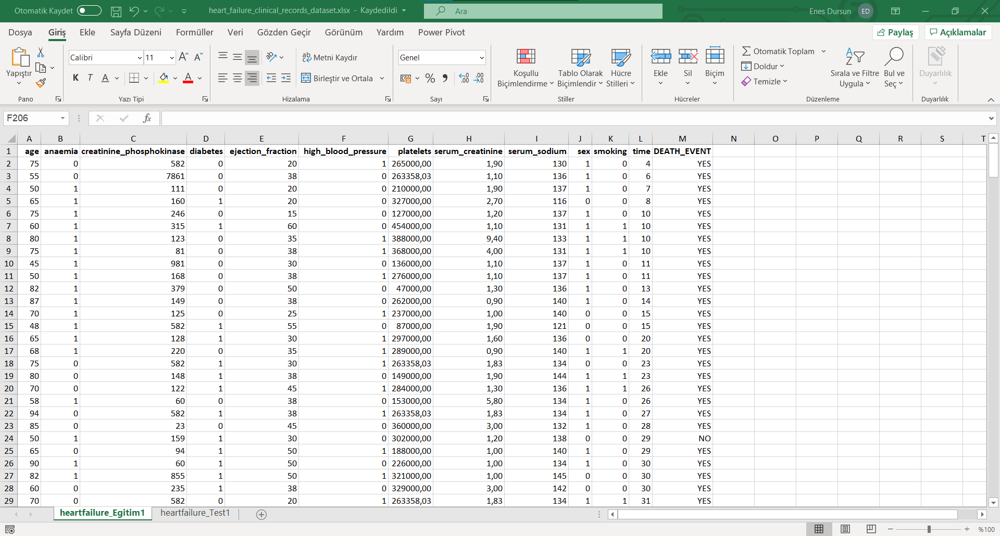 Otomatik Kaydet heart_failure_clinical_records_dataset.xlsx - Kaydedildi Ara Enes Dursun ED
Dosya Giriş Ekle Sayfa Düzeni Formüller Veri Gözden Geçir Görünüm Yardım Power Pivot Paylaş Açıklamalar
Calibri 11 Metni Kaydır Genel Otomatik Toplam
Yapıştır Koşullu Tablo Olarak Hücre Ekle Sil Biçim Doldur Sırala ve Filtre Bul ve Duyarlılık
K T A A Birleştir ve Ortala % Biçimlendirme Biçimlendir Stilleri Temizle Uygula Seç
Pano Yazı Tipi Hizalama Sayı Stiller Hücreler Düzenleme Duyarlılık
F206 fx
A B C D E F G H I J K L M N O P Q R S T
1 age anaemia creatinine_phosphokinase diabetes ejection_fraction high_blood_pressure platelets serum_creatinine serum_sodium sex smoking time DEATH_EVENT
2 75 0 582 0 20 1 265000,00 1,90 130 1 0 4 YES
3 55 0 7861 0 38 0 263358,03 1,10 136 1 0 6 YES
4 50 1 111 0 20 0 210000,00 1,90 137 1 0 7 YES
5 65 1 160 1 20 0 327000,00 2,70 116 0 0 8 YES
6 75 1 246 0 15 0 127000,00 1,20 137 1 0 10 YES
7 60 1 315 1 60 0 454000,00 1,10 131 1 1 10 YES
8 80 1 123 0 35 1 388000,00 9,40 133 1 1 10 YES
9 75 1 81 0 38 1 368000,00 4,00 131 1 1 10 YES
10 45 1 981 0 30 0 136000,00 1,10 137 1 0 11 YES
11 50 1 168 0 38 1 276000,00 1,10 137 1 0 11 YES
12 82 1 379 0 50 0 47000,00 1,30 136 1 0 13 YES
13 87 1 149 0 38 0 262000,00 0,90 140 1 0 14 YES
14 70 1 125 0 25 1 237000,00 1,00 140 0 0 15 YES
15 48 1 582 1 55 0 87000,00 1,90 121 0 0 15 YES
16 65 1 128 1 30 1 297000,00 1,60 136 0 0 20 YES
17 68 1 220 0 35 1 289000,00 0,90 140 1 1 20 YES
18 75 0 582 1 30 1 263358,03 1,83 134 0 0 23 YES
19 80 0 148 1 38 0 149000,00 1,90 144 1 1 23 YES
20 70 0 122 1 45 1 284000,00 1,30 136 1 1 26 YES
21 58 1 60 0 38 0 153000,00 5,80 134 1 0 26 YES
22 94 0 582 1 38 1 263358,03 1,83 134 1 0 27 YES
23 85 0 23 0 45 0 360000,00 3,00 132 1 0 28 YES
24 50 1 159 1 30 0 302000,00 1,20 138 0 0 29 NO
25 65 0 94 1 50 1 188000,00 1,00 140 1 0 29 YES
26 90 1 60 1 50 0 226000,00 1,00 134 1 0 30 YES
27 82 1 855 1 50 1 321000,00 1,00 145 0 0 30 YES
28 60 0 235 1 38 0 329000,00 3,00 142 0 0 30 YES
29 70 0 582 0 20 1 263358,03 1,83 134 1 1 31 YES
heartfailure_Egitim1 heartfailure_Test1
%100